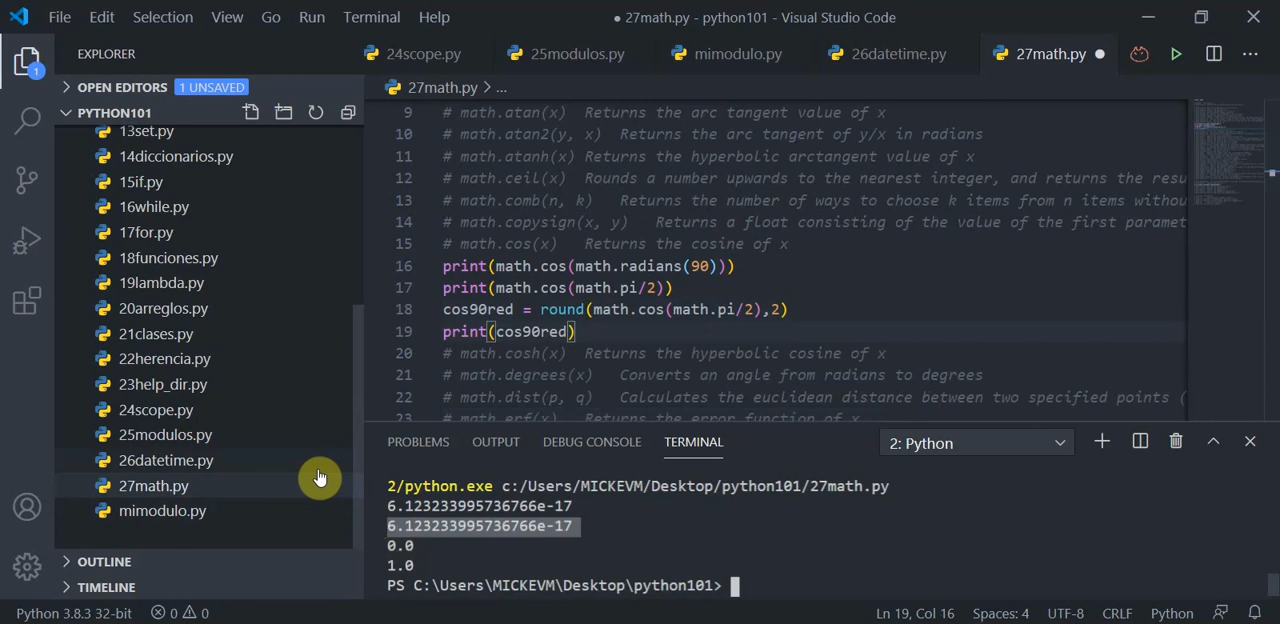 File Edit Selection View Go Run Terminal Help
● 27math.py - python101 - Visual Studio Code
EXPLORER
24scope.py 25modulos.py mimodulo.py 26datetime.py 27math.py ●
1
OPEN EDITORS 1 UNSAVED
27math.py > ...
PYTHON101
13set.py
14diccionarios.py
15if.py
16while.py
17for.py
18funciones.py
19lambda.py
20arreglos.py
21clases.py
22herencia.py
23help_dir.py
24scope.py
25modulos.py
26datetime.py
27math.py
mimodulo.py
OUTLINE
TIMELINE
9 # math.atan(x) Returns the arc tangent value of x
10 # math.atan2(y, x) Returns the arc tangent of y/x in radians
11 # math.atanh(x) Returns the hyperbolic arctangent value of x
12 # math.ceil(x) Rounds a number upwards to the nearest integer, and returns the resu
13 # math.comb(n, k) Returns the number of ways to choose k items from n items withou
14 # math.copysign(x, y) Returns a float consisting of the value of the first paramet
15 # math.cos(x) Returns the cosine of x
16 print(math.cos(math.radians(90)))
17 print(math.cos(math.pi/2))
18 cos90red = round(math.cos(math.pi/2),2)
19 print(cos90red)
20 # math.cosh(x) Returns the hyperbolic cosine of x
21 # math.degrees(x) Converts an angle from radians to degrees
22 # math.dist(p, q) Calculates the euclidean distance between two specified points (
23 # math.erf(x) Returns the error function of x
PROBLEMS OUTPUT DEBUG CONSOLE TERMINAL 2: Python
2/python.exe c:/Users/MICKEVM/Desktop/python101/27math.py
6.123233995736766e-17
6.123233995736766e-17
0.0
1.0
PS C:\Users\MICKEVM\Desktop\python101>
Python 3.8.3 32-bit 0 0 Ln 19, Col 16 Spaces: 4 UTF-8 CRLF Python